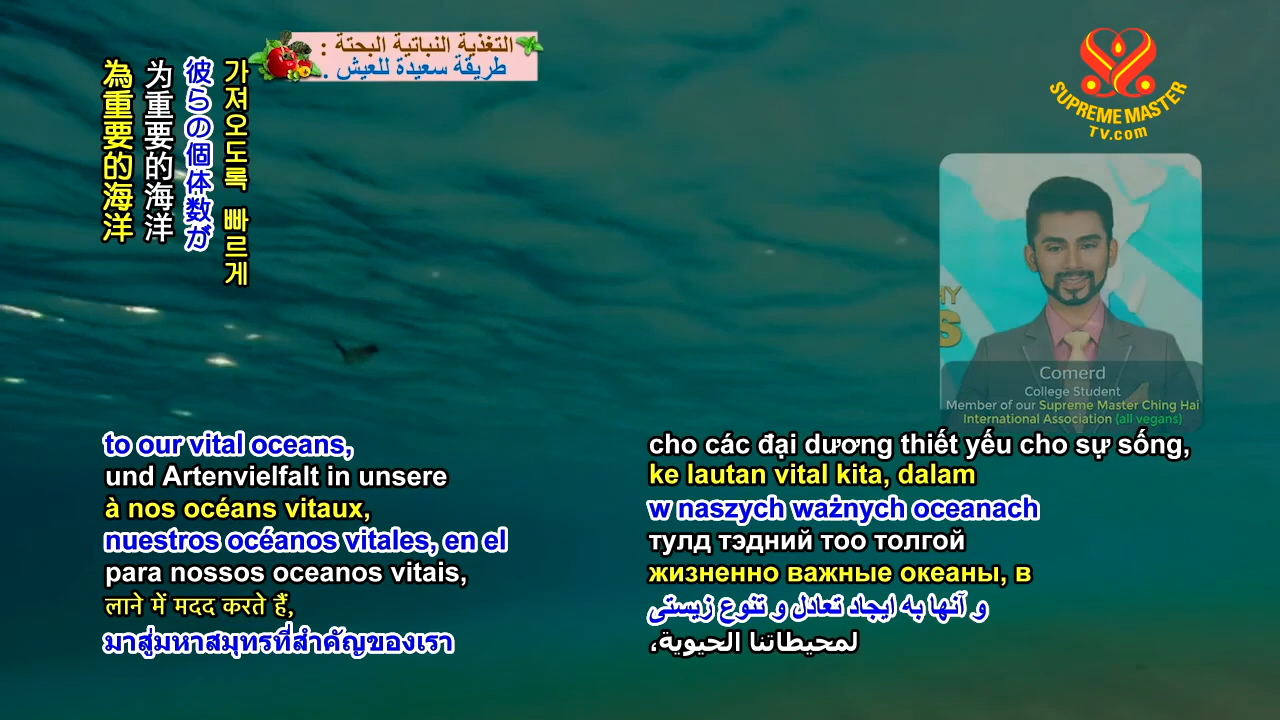 التغذية النباتية البحتة :
طريقة سعيدة للعيش .
SUPREME MASTER
TV.com
가져오도록 빠르게
彼らの個体数が
为重要的海洋
為重要的海洋
HY
S
Comerd
College Student
Member of our Supreme Master Ching Hai
International Association (all vegans)
to our vital oceans,
und Artenvielfalt in unsere
à nos océans vitaux,
nuestros océanos vitales, en el
para nossos oceanos vitais,
लाने में मदद करते हैं,
มาสู่มหาสมุทรที่สำคัญของเรา
cho các đại dương thiết yếu cho sự sống,
ke lautan vital kita, dalam
w naszych ważnych oceanach
тулд тэдний тоо толгой
жизненно важные океаны, в
و آنها به ایجاد تعادل و تنوع زیستی
لمحيطاتنا الحيوية،